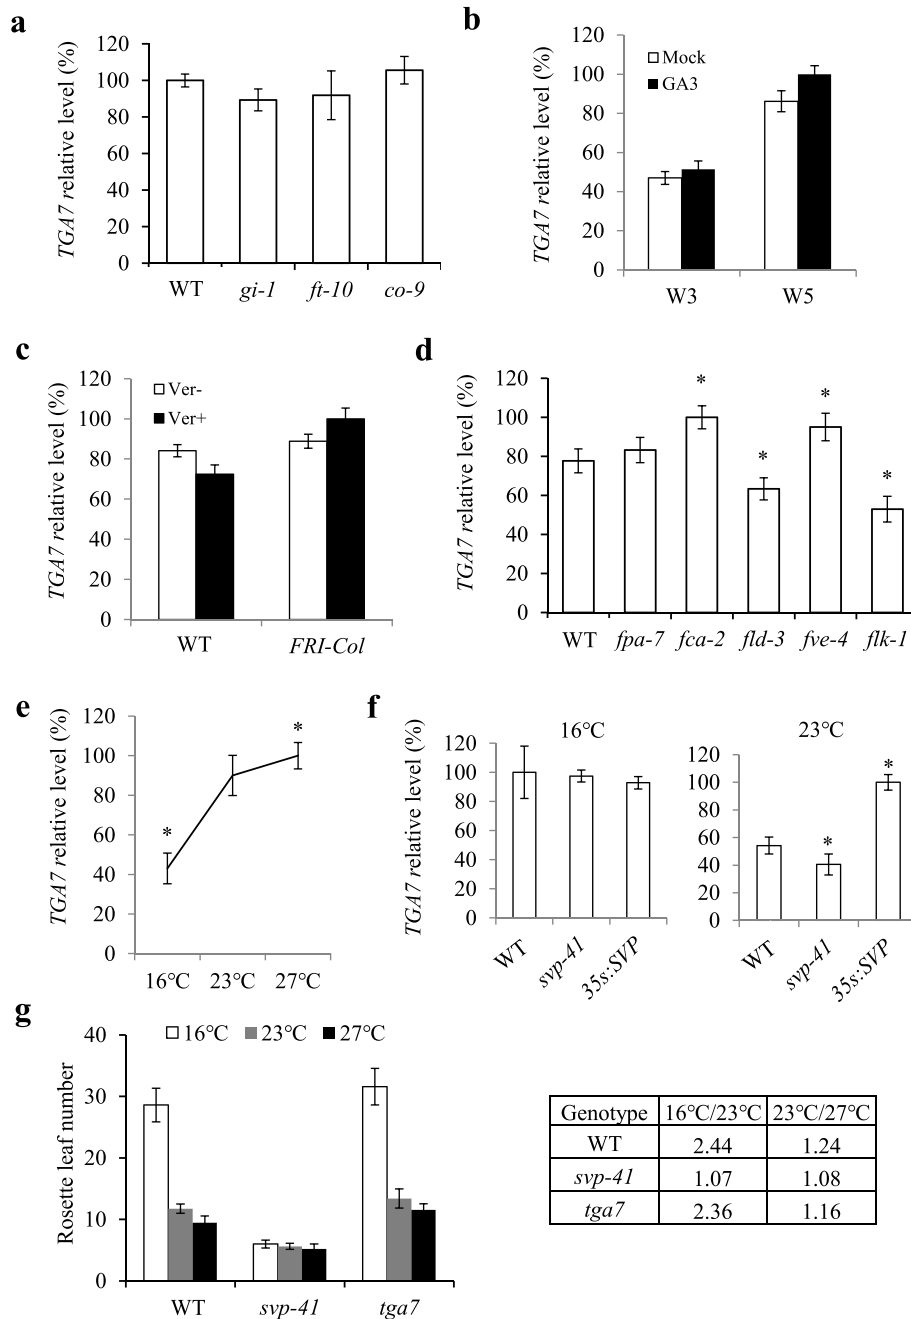 a
TGA7 relative level (%)
120
100
80
60
40
20
0
WT gi-1 ft-10 co-9
b
TGA7 relative level (%)
120
100
80
60
40
20
0
Mock
GA3
W3 W5
c
TGA7 relative level (%)
120
100
80
60
40
20
0
Ver-
Ver+
WT FRI-Col
d
TGA7 relative level (%)
120
100
80
60
40
20
0
* * * *
WT fpa-7 fca-2 fld-3 fve-4 flk-1
e
TGA7 relative level (%)
120
100
80
60
40
20
0
* *
16℃ 23℃ 27℃
f
TGA7 relative level (%)
16℃
120
100
80
60
40
20
0
WT svp-41 35s::SVP
23℃
120
100
80
60
40
20
0
* *
WT svp-41 35s::SVP
g
Rosette leaf number
16℃ 23℃ 27℃
40
30
20
10
0
WT svp-41 tga7
Genotype 16℃/23℃ 23℃/27℃
WT 2.44 1.24
svp-41 1.07 1.08
tga7 2.36 1.16